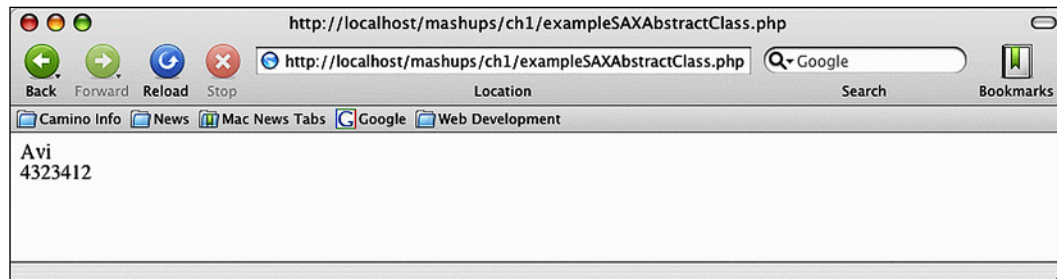 http://localhost/mashups/ch1/exampleSAXAbstractClass.php
http://localhost/mashups/ch1/exampleSAXAbstractClass.php Google
Back Forward Reload Stop Location Search Bookmarks
Camino Info News Mac News Tabs Google Web Development
Avi
4323412